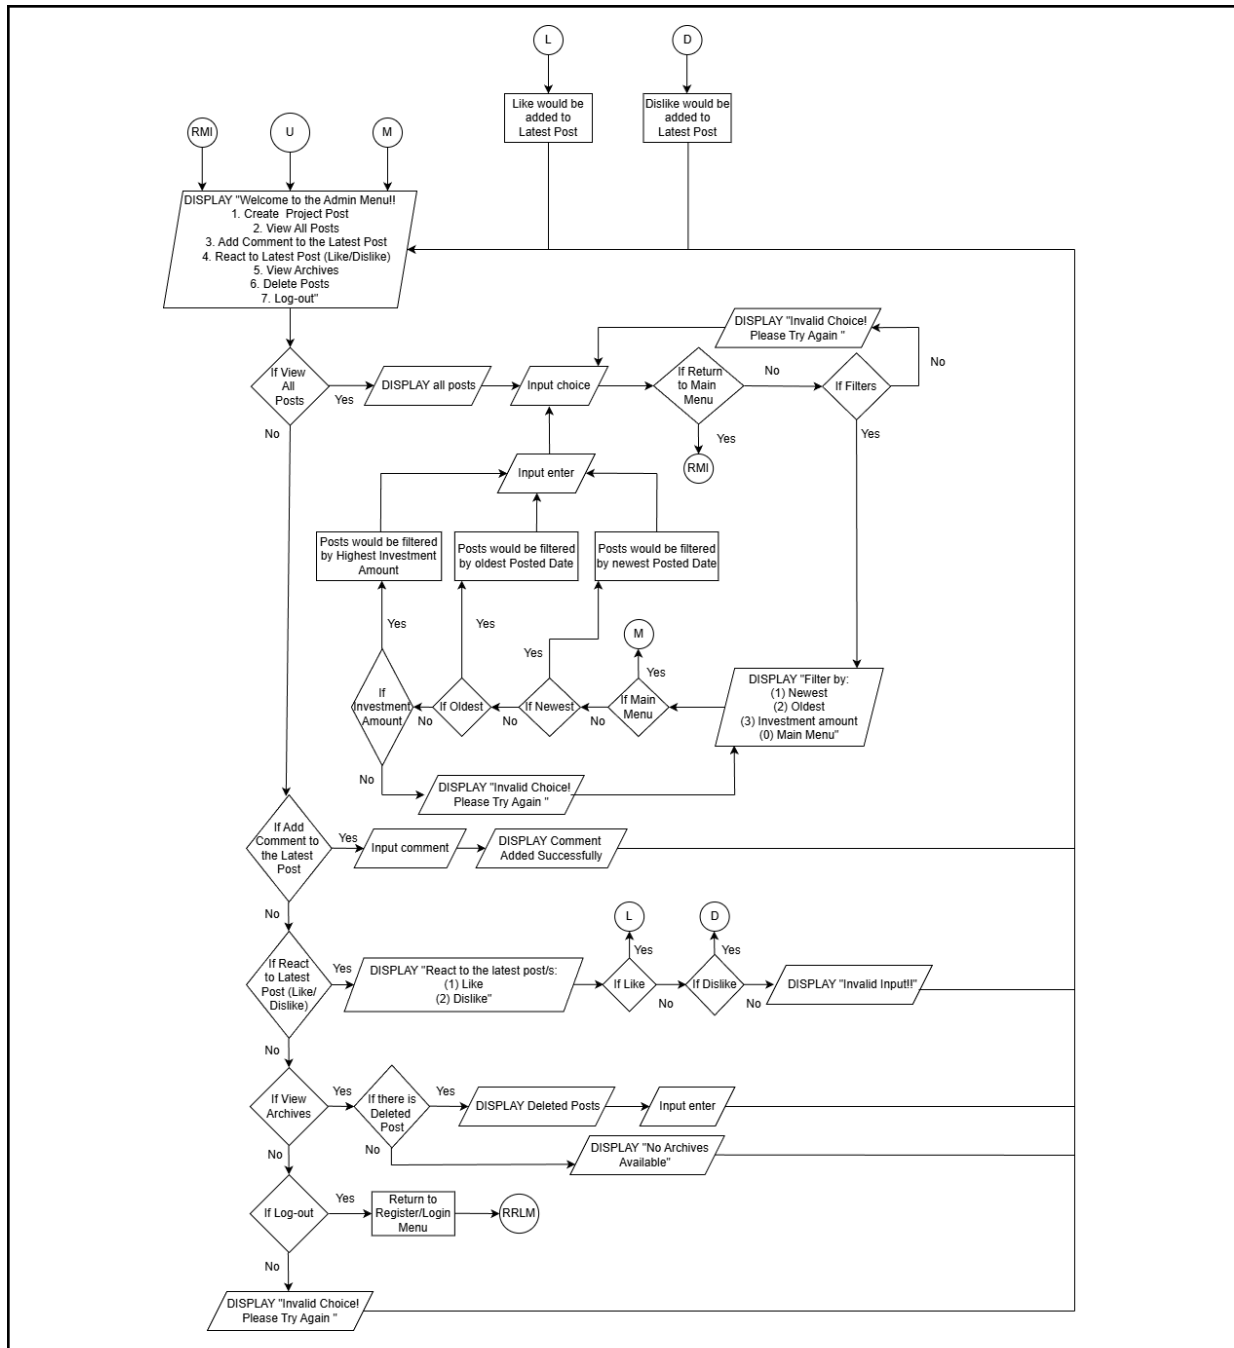 L
D
Like would be
added to
Latest Post
Dislike would be
added to
Latest Post
RMI
U
M
DISPLAY "Welcome to the Admin Menu!!
1. Create Project Post
2. View All Posts
3. Add Comment to the Latest Post
4. React to Latest Post (Like/Dislike)
5. View Archives
6. Delete Posts
7. Log-out"
DISPLAY "Invalid Choice!
Please Try Again "
No
If View
All
Posts
Yes
DISPLAY all posts
Input choice
If Return
to Main
Menu
No
If Filters
No
Yes
Yes
RMI
Input enter
Posts would be filtered
by Highest Investment
Amount
Posts would be filtered
by oldest Posted Date
Posts would be filtered
by newest Posted Date
Yes
Yes
Yes
M
Yes
If
Investment
Amount
No
If Oldest
No
If Newest
No
If Main
Menu
DISPLAY "Filter by:
(1) Newest
(2) Oldest
(3) Investment amount
(0) Main Menu"
No
DISPLAY "Invalid Choice!
Please Try Again "
If Add
Comment to
the Latest
Post
Yes
Input comment
DISPLAY Comment
Added Successfully
No
L
D
Yes
Yes
If React
to Latest
Post (Like/
Dislike)
Yes
DISPLAY "React to the latest post/s:
(1) Like
(2) Dislike"
If Like
No
If Dislike
No
DISPLAY "Invalid Input!!"
No
If View
Archives
Yes
If there is
Deleted
Post
Yes
DISPLAY Deleted Posts
Input enter
No
No
DISPLAY "No Archives
Available"
If Log-out
Yes
Return to
Register/Login
Menu
RRLM
No
DISPLAY "Invalid Choice!
Please Try Again "